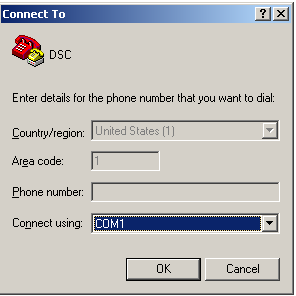 Connect To
DSC
Enter details for the phone number that you want to dial:
Country/region: United States (1)
Area code: 1
Phone number:
Connect using: COM1
OK Cancel